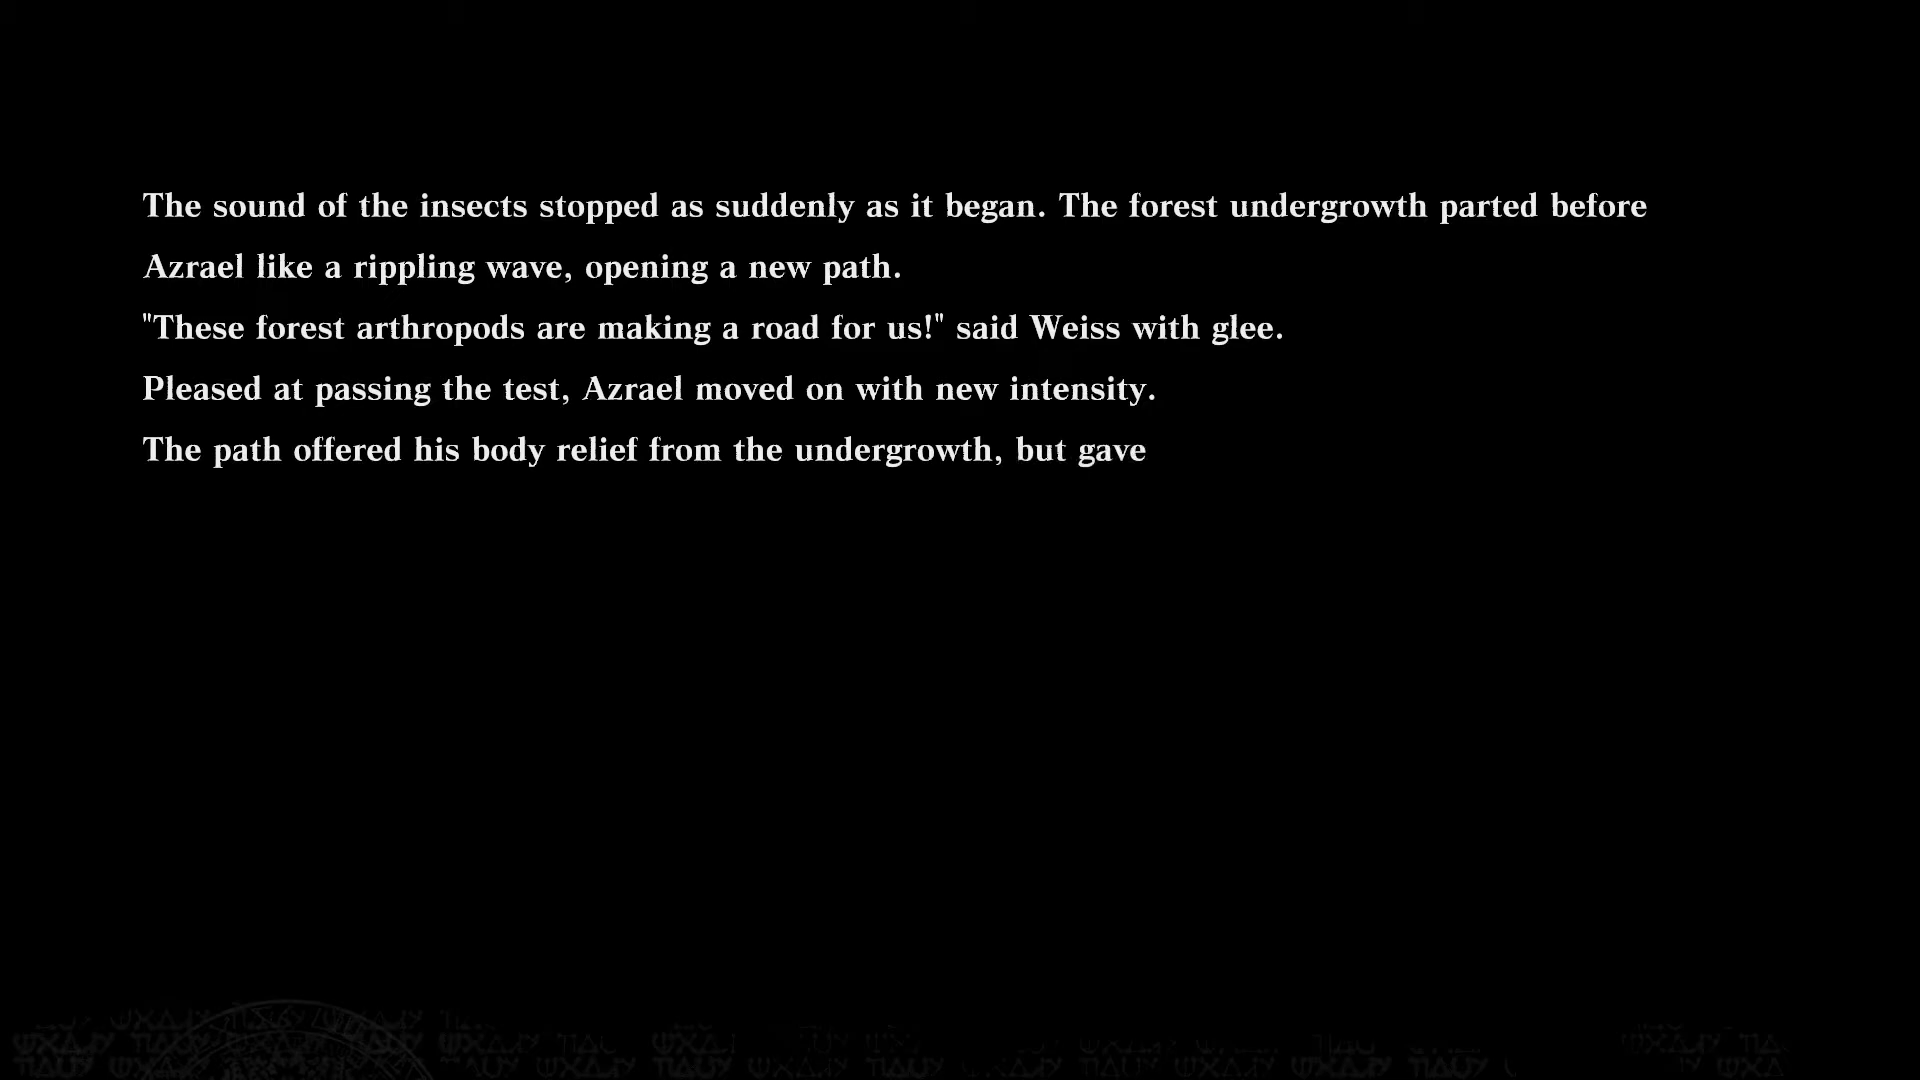 The sound of the insects stopped as suddenly as it began. The forest undergrowth parted before
Azrael like a rippling wave, opening a new path.
"These forest arthropods are making a road for us!" said Weiss with glee.
Pleased at passing the test, Azrael moved on with new intensity.
The path offered his body relief from the undergrowth, but gave